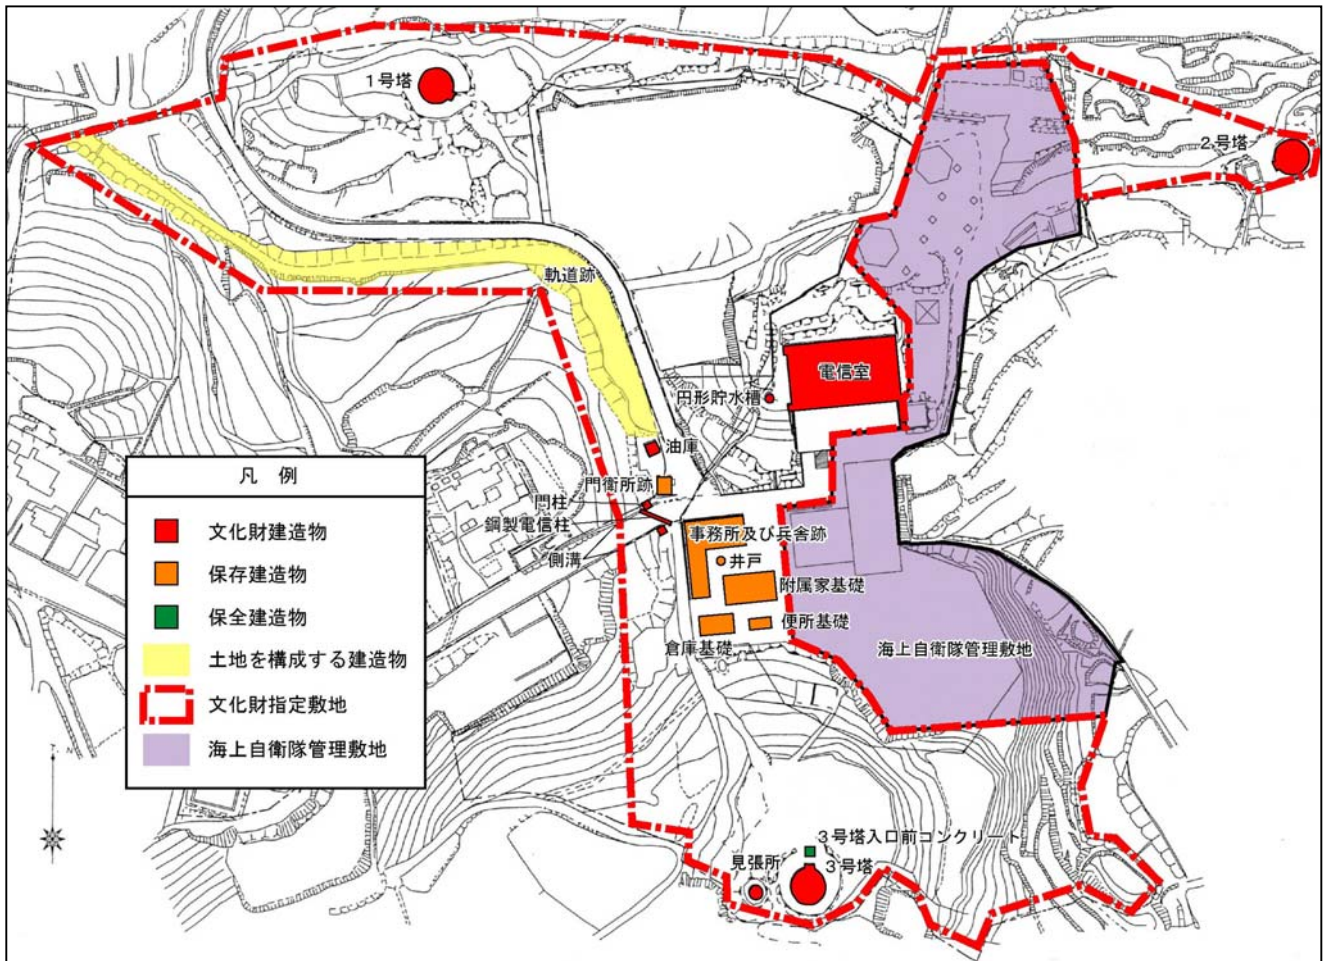 1号塔
2号塔
軌道跡
電信室
円形貯水槽
油庫
門衛所跡
門柱
鋼製電信柱
側溝
事務所及び兵舎跡
井戸
附属家基礎
便所基礎
倉庫基礎
海上自衛隊管理敷地
3号塔入口前コンクリート
見張所
3号塔
凡 例
文化財建造物
保存建造物
保全建造物
土地を構成する建造物
文化財指定敷地
海上自衛隊管理敷地